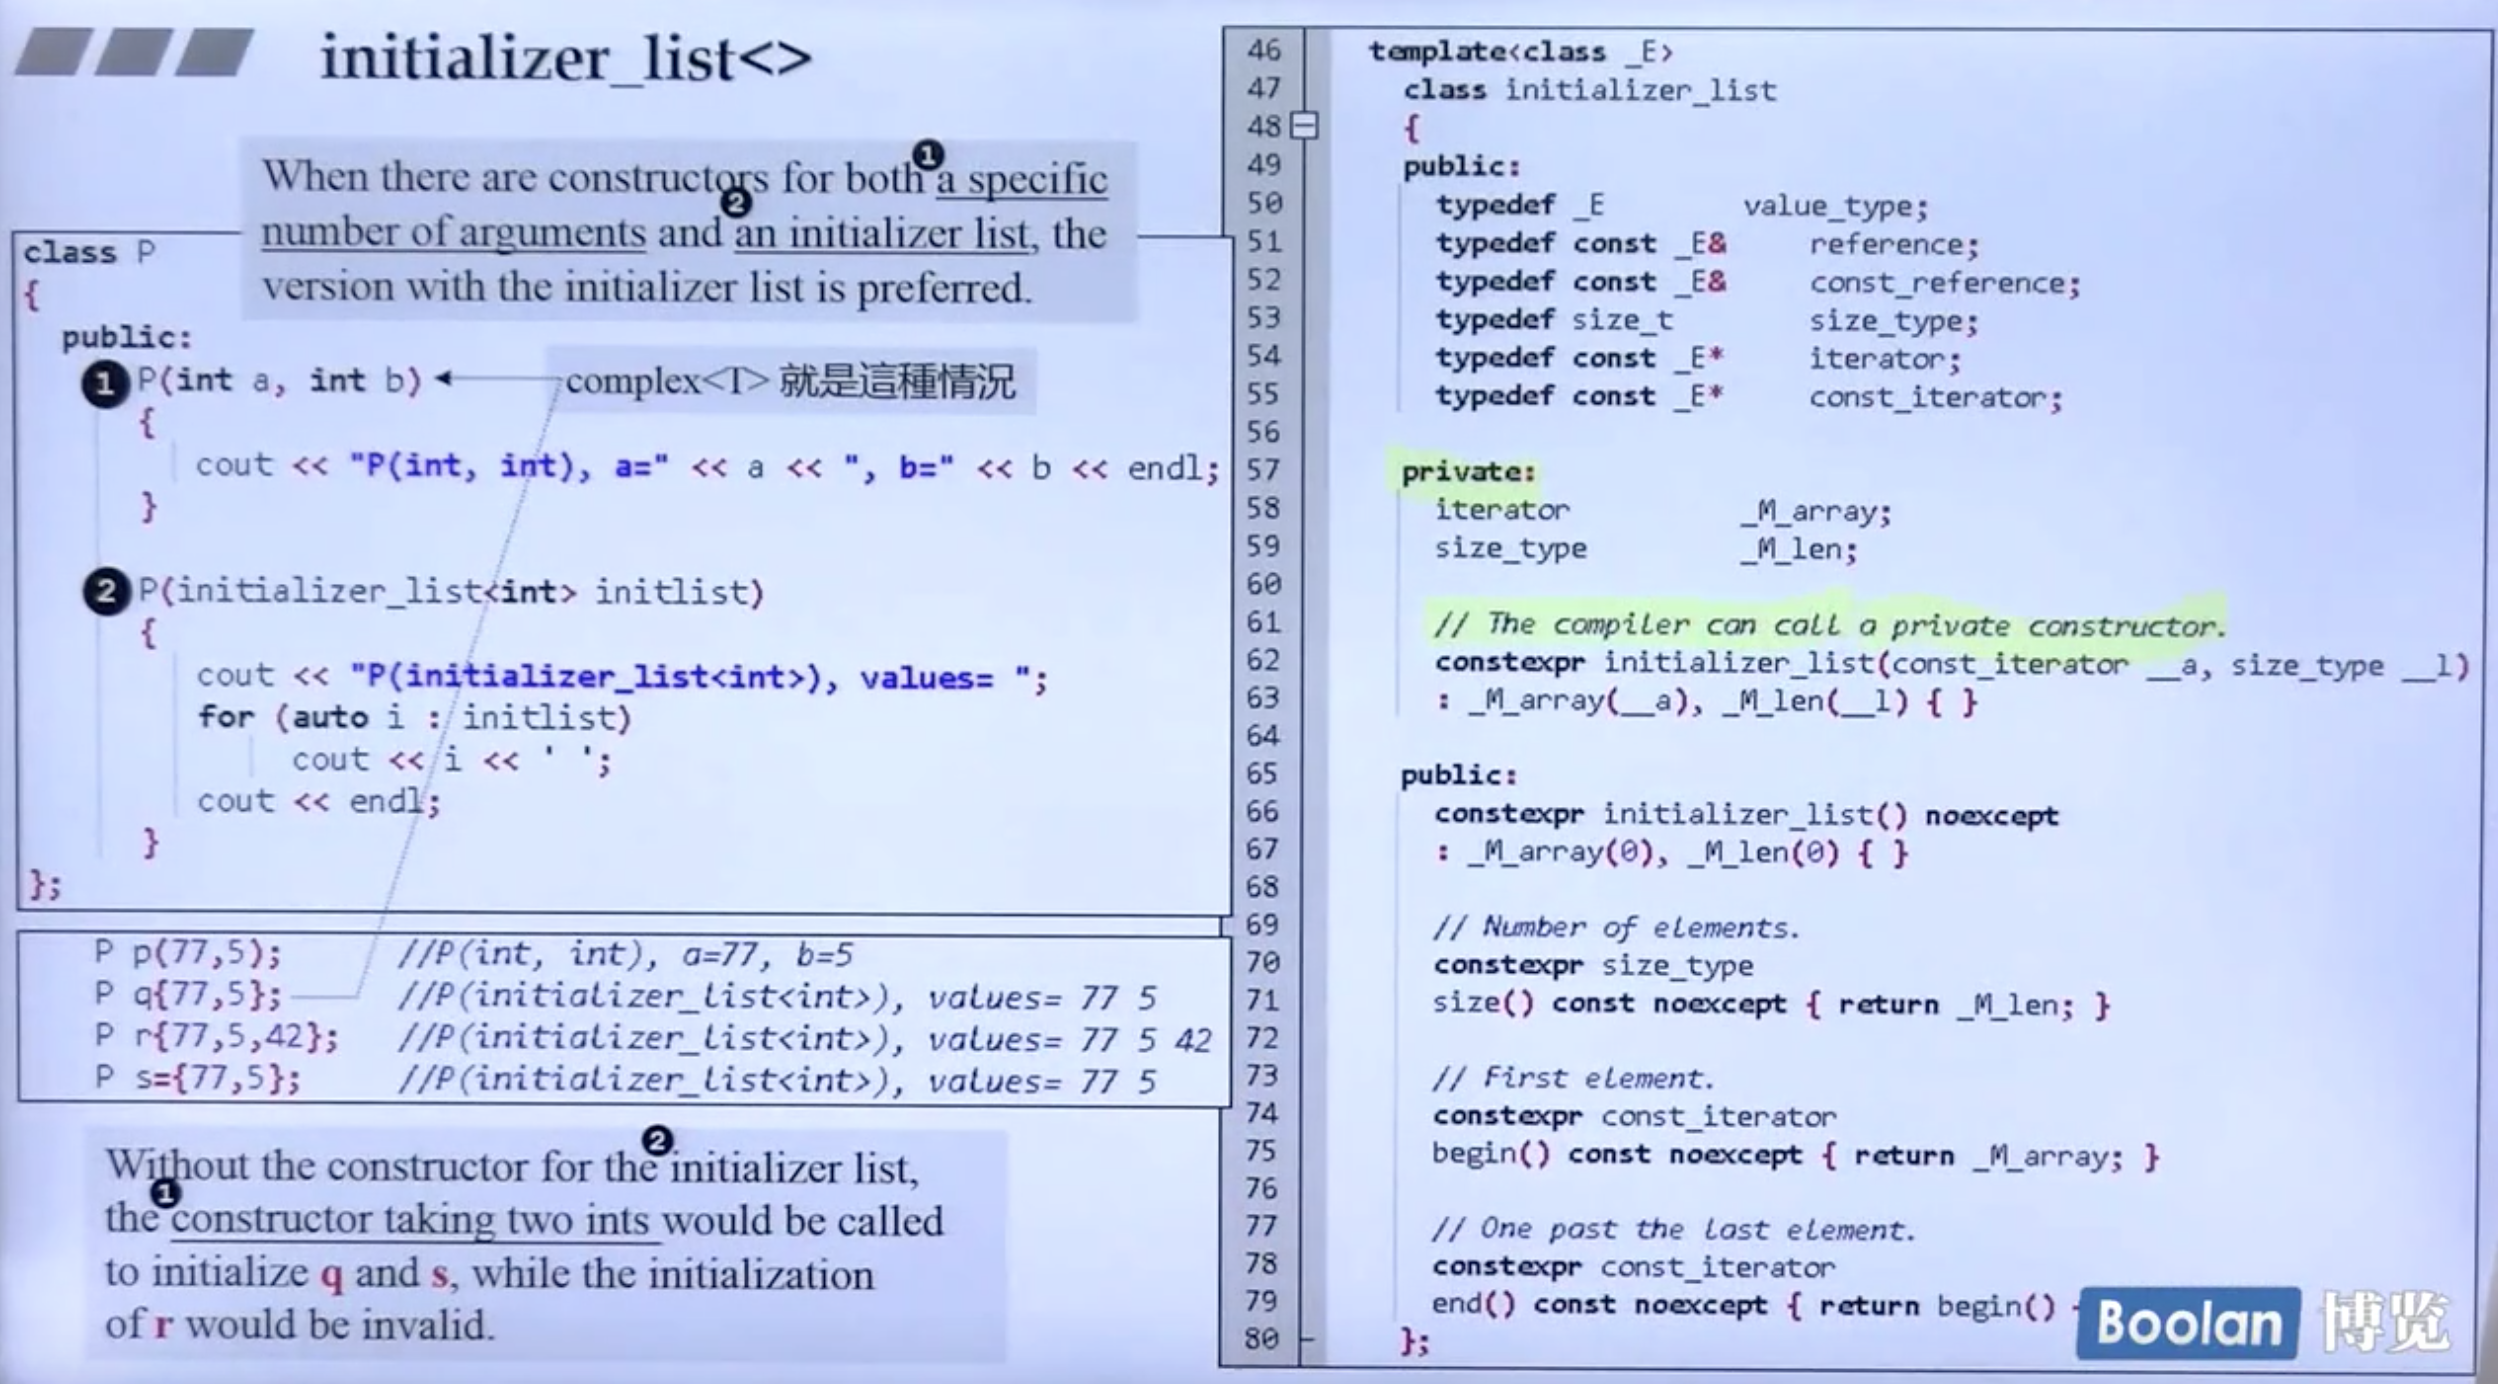 initializer_list<>
When there are constructors for both ❶a specific
number of arguments and ❷an initializer list, the
version with the initializer list is preferred.
class P
{
public:
❶ P(int a, int b)
complex<T> 就是這種情況
{
cout << "P(int, int), a=" << a << ", b=" << b << endl;
}
❷ P(initializer_list<int> initlist)
{
cout << "P(initializer_list<int>), values= ";
for (auto i : initlist)
cout << i << ' ';
cout << endl;
}
};
P p(77,5); //P(int, int), a=77, b=5
P q{77,5}; //P(initializer_list<int>), values= 77 5
P r{77,5,42}; //P(initializer_list<int>), values= 77 5 42
P s={77,5}; //P(initializer_list<int>), values= 77 5
Without the constructor for the ❷initializer list,
the ❶constructor taking two ints would be called
to initialize q and s, while the initialization
of r would be invalid.
46 template<class _E>
47 class initializer_list
48 {
49 public:
50 typedef _E value_type;
51 typedef const _E& reference;
52 typedef const _E& const_reference;
53 typedef size_t size_type;
54 typedef const _E* iterator;
55 typedef const _E* const_iterator;
56
57 private:
58 iterator _M_array;
59 size_type _M_len;
60
61 // The compiler can call a private constructor.
62 constexpr initializer_list(const_iterator __a, size_type __l)
63 : _M_array(__a), _M_len(__l) { }
64
65 public:
66 constexpr initializer_list() noexcept
67 : _M_array(0), _M_len(0) { }
68
69 // Number of elements.
70 constexpr size_type
71 size() const noexcept { return _M_len; }
72
73 // First element.
74 constexpr const_iterator
75 begin() const noexcept { return _M_array; }
76
77 // One past the last element.
78 constexpr const_iterator
79 end() const noexcept { return begin()
80 };
Boolan 博览